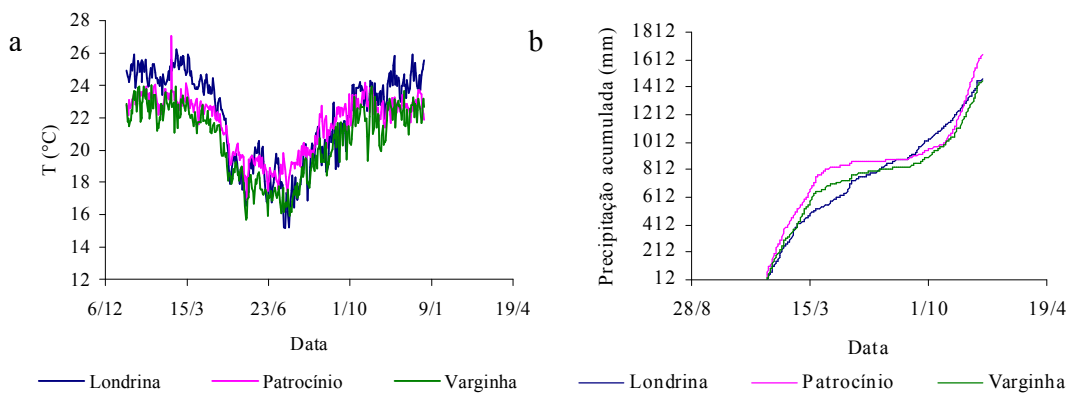 a
T (°C)
28
26
24
22
20
18
16
14
12
6/12 15/3 23/6 1/10 9/1 19/4
Data
Londrina Patrocínio Varginha
b
Precipitação acumulada (mm)
1812
1612
1412
1212
1012
812
612
412
212
12
28/8 15/3 1/10 19/4
Data
Londrina Patrocínio Varginha